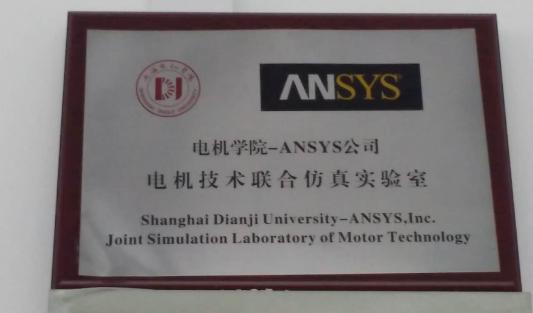 ANSYS
电机学院-ANSYS公司
电机技术联合仿真实验室
Shanghai Dianji University-ANSYS,Inc.
Joint Simulation Laboratory of Motor Technology